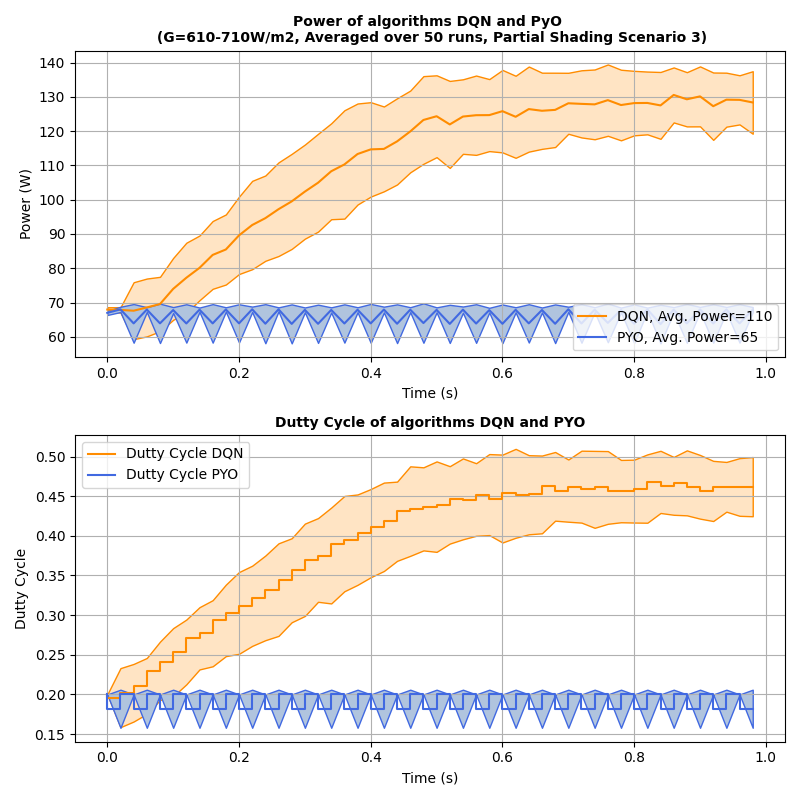 Power of algorithms DQN and PyO
(G=610-710W/m2, Averaged over 50 runs, Partial Shading Scenario 3)
140
130
120
110
100
90
80
70
60
Power (W)
DQN, Avg. Power=110
PYO, Avg. Power=65
0.0 0.2 0.4 0.6 0.8 1.0
Time (s)
Dutty Cycle of algorithms DQN and PYO
0.50
0.45
0.40
0.35
0.30
0.25
0.20
0.15
Dutty Cycle
Dutty Cycle DQN
Dutty Cycle PYO
0.0 0.2 0.4 0.6 0.8 1.0
Time (s)